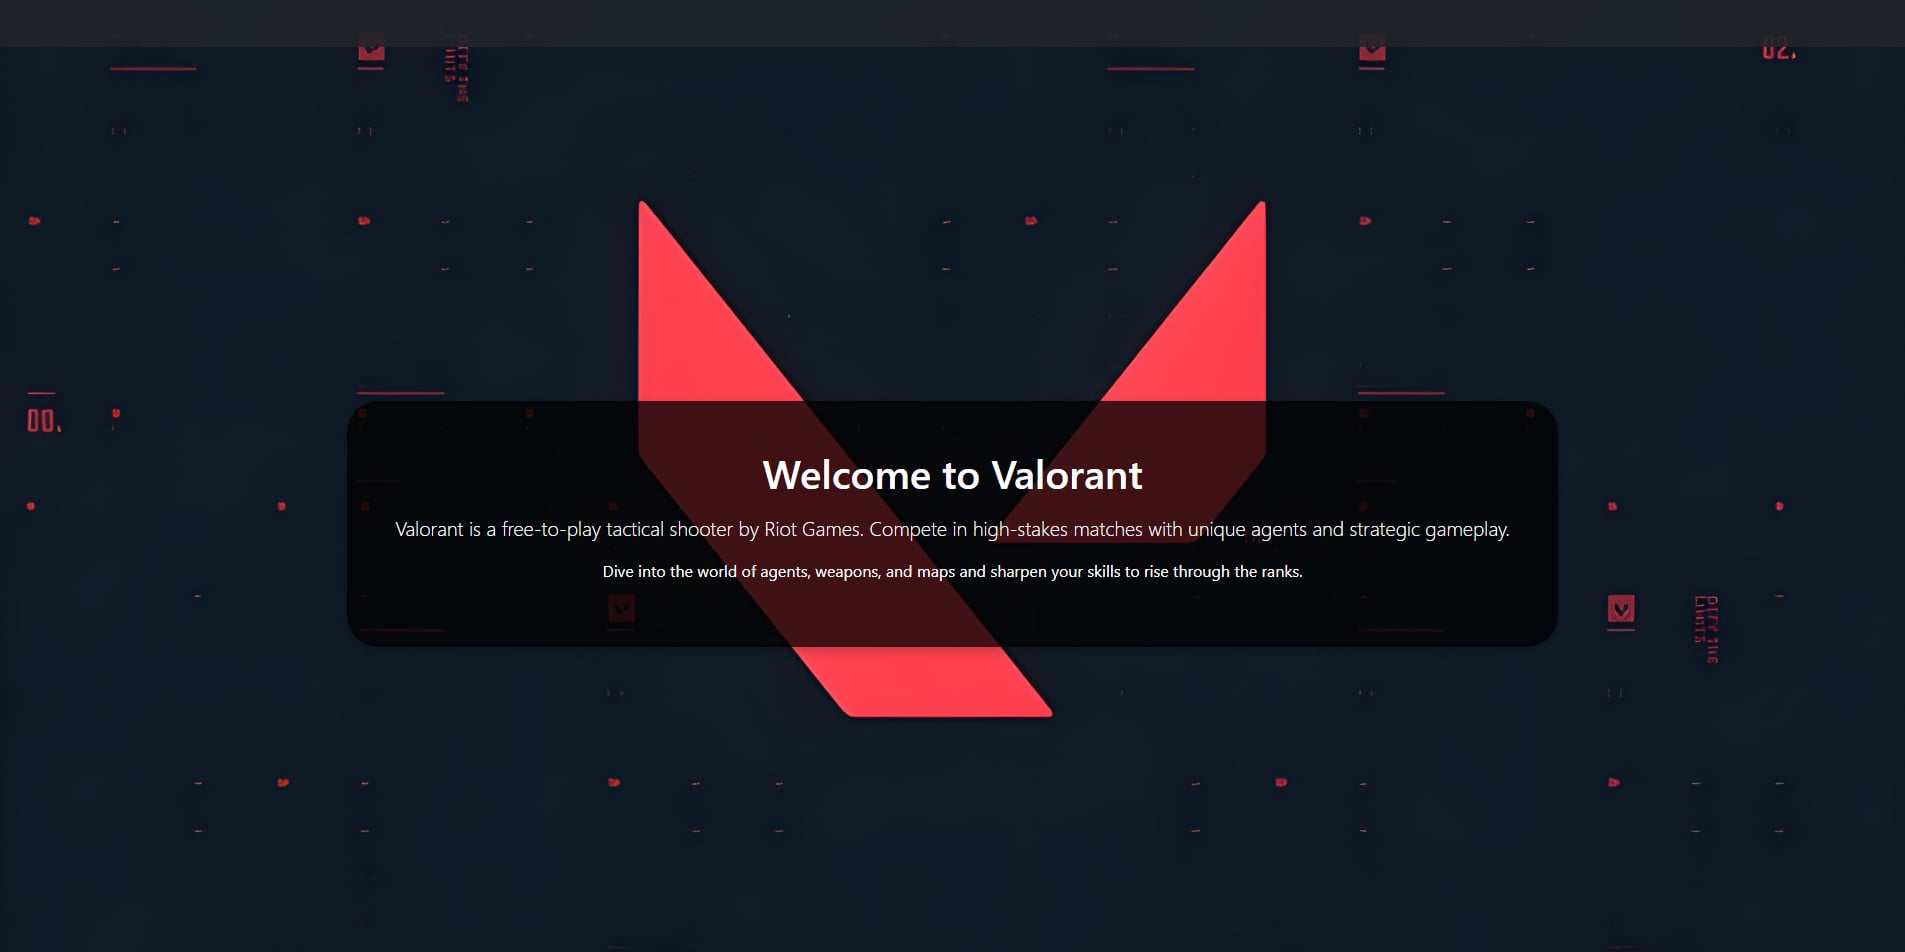 02.
00.
Welcome to Valorant
Valorant is a free-to-play tactical shooter by Riot Games. Compete in high-stakes matches with unique agents and strategic gameplay.
Dive into the world of agents, weapons, and maps and sharpen your skills to rise through the ranks.